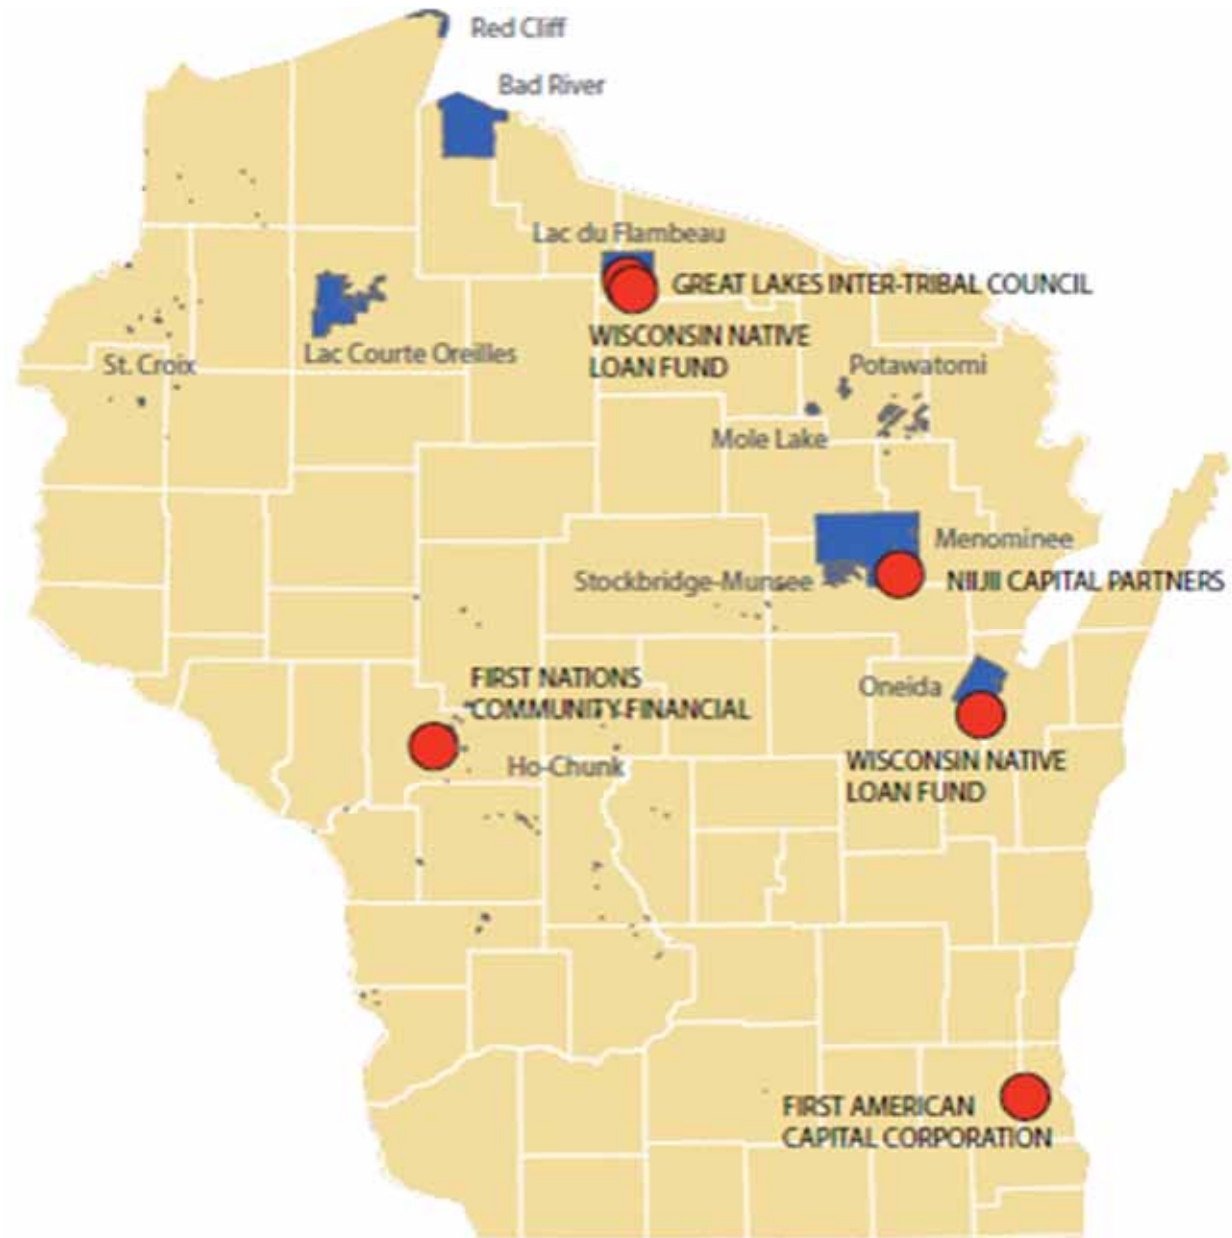 Red Cliff
Bad River
Lac du Flambeau
GREAT LAKES INTER-TRIBAL COUNCIL
WISCONSIN NATIVE
LOAN FUND
St. Croix
Lac Courte Oreilles
Potawatomi
Mole Lake
Menominee
Stockbridge-Munsee
NIIJII CAPITAL PARTNERS
FIRST NATIONS
COMMUNITY FINANCIAL
Oneida
Ho-Chunk
WISCONSIN NATIVE
LOAN FUND
FIRST AMERICAN
CAPITAL CORPORATION